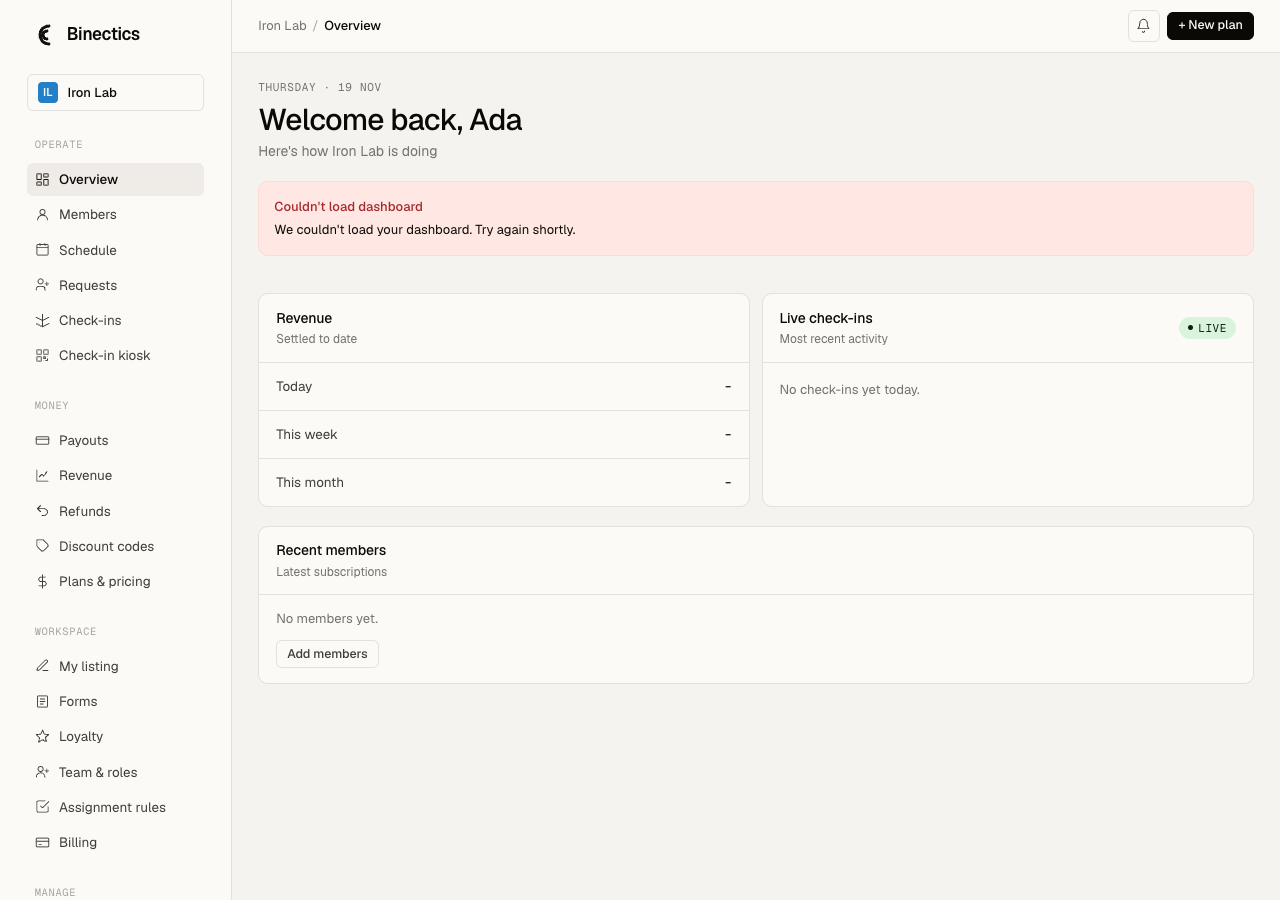 Binectics
IL Iron Lab
OPERATE
Overview
Members
Schedule
Requests
Check-ins
Check-in kiosk
MONEY
Payouts
Revenue
Refunds
Discount codes
Plans & pricing
WORKSPACE
My listing
Forms
Loyalty
Team & roles
Assignment rules
Billing
MANAGE
Iron Lab / Overview
+ New plan
THURSDAY · 19 NOV
Welcome back, Ada
Here's how Iron Lab is doing
Couldn't load dashboard
We couldn't load your dashboard. Try again shortly.
Revenue
Settled to date
Today –
This week –
This month –
Live check-ins
Most recent activity
LIVE
No check-ins yet today.
Recent members
Latest subscriptions
No members yet.
Add members